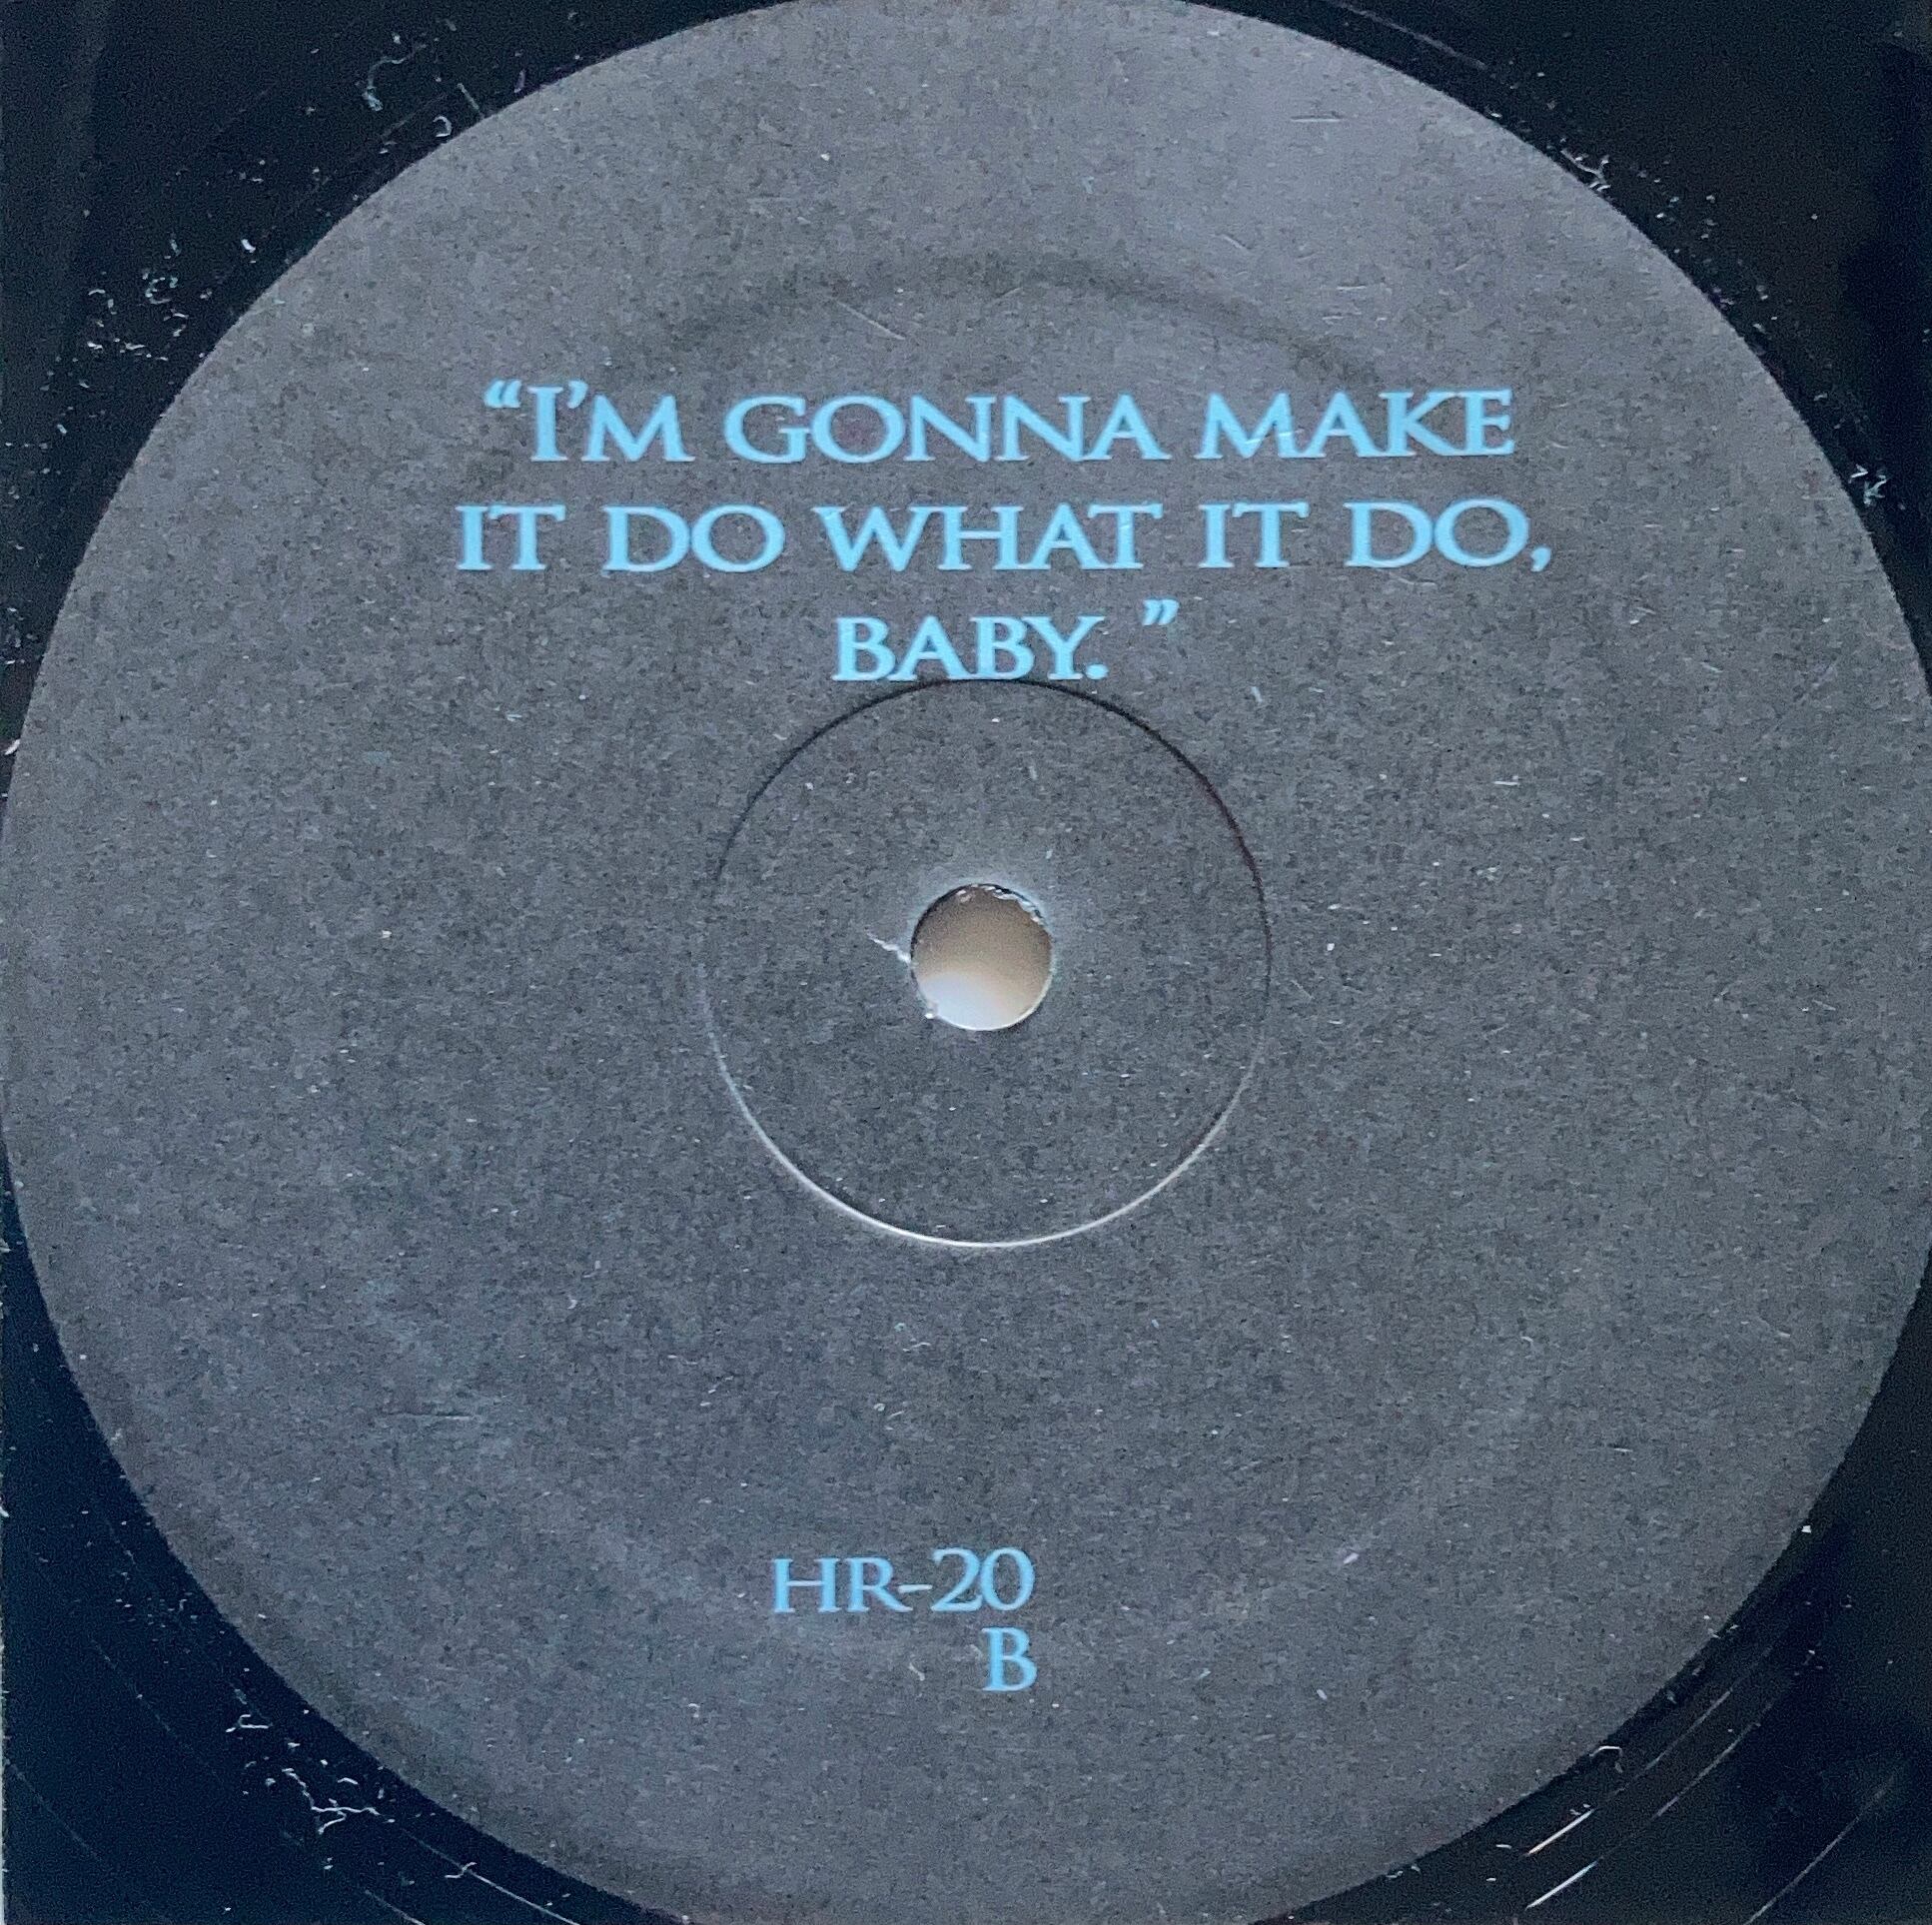 “I’M GONNA MAKE
IT DO WHAT IT DO,
BABY. ”
HR-20
B